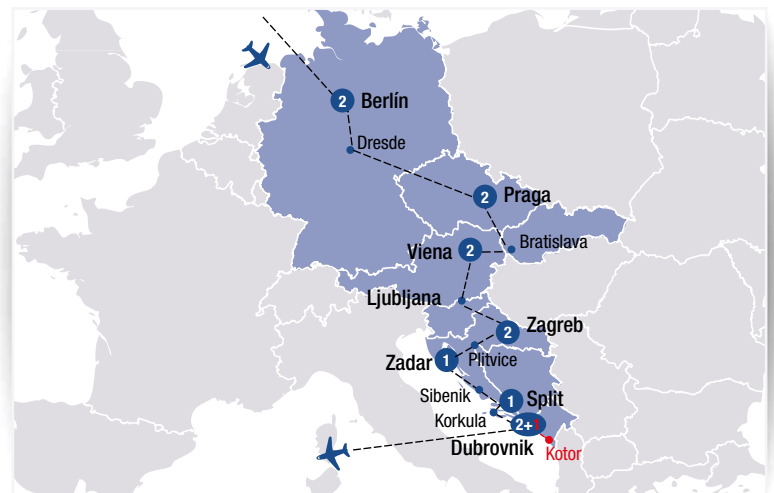 2 Berlín
Dresde
2 Praga
Viena 2
Bratislava
Ljubljana
2 Zagreb
Plitvice
Zadar 1
Sibenik
1 Split
Korkula
2+1
Dubrovnik
Kotor